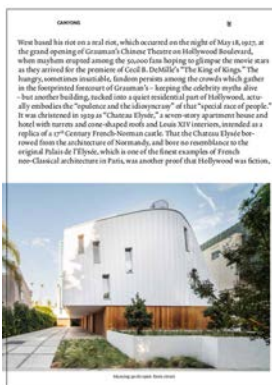 CANYONS
West based his riot on a real riot, which occurred on the night of May 18, 1927, at
the grand opening of Grauman's Chinese Theatre on Hollywood Boulevard,
when mayhem erupted among the 50,000 fans hoping to glimpse the movie stars
as they arrived for the premiere of Cecil B. DeMille's "The King of Kings." The
hungry, sometimes insatiable, fandom persists among the crowds which gather
in the footprinted forecourt of Grauman's – keeping the celebrity myths alive
– but another building, tucked into a quiet residential part of Hollywood, actu-
ally embodies the "opulence and the idiosyncrasy" of that "special race of people."
It was christened in 1929 as "Chateau Elysée," a seven-story apartment house and
hotel with turrets and cone-shaped roofs and Louis XIV interiors, intended as a
replica of a 17th Century French-Norman castle. That the Chateau Elysée bor-
rowed from the architecture of Normandy, and bore no resemblance to the
original Palais de l'Elysée, which is one of the finest examples of French
neo-Classical architecture in Paris, was another proof that Hollywood was fiction,